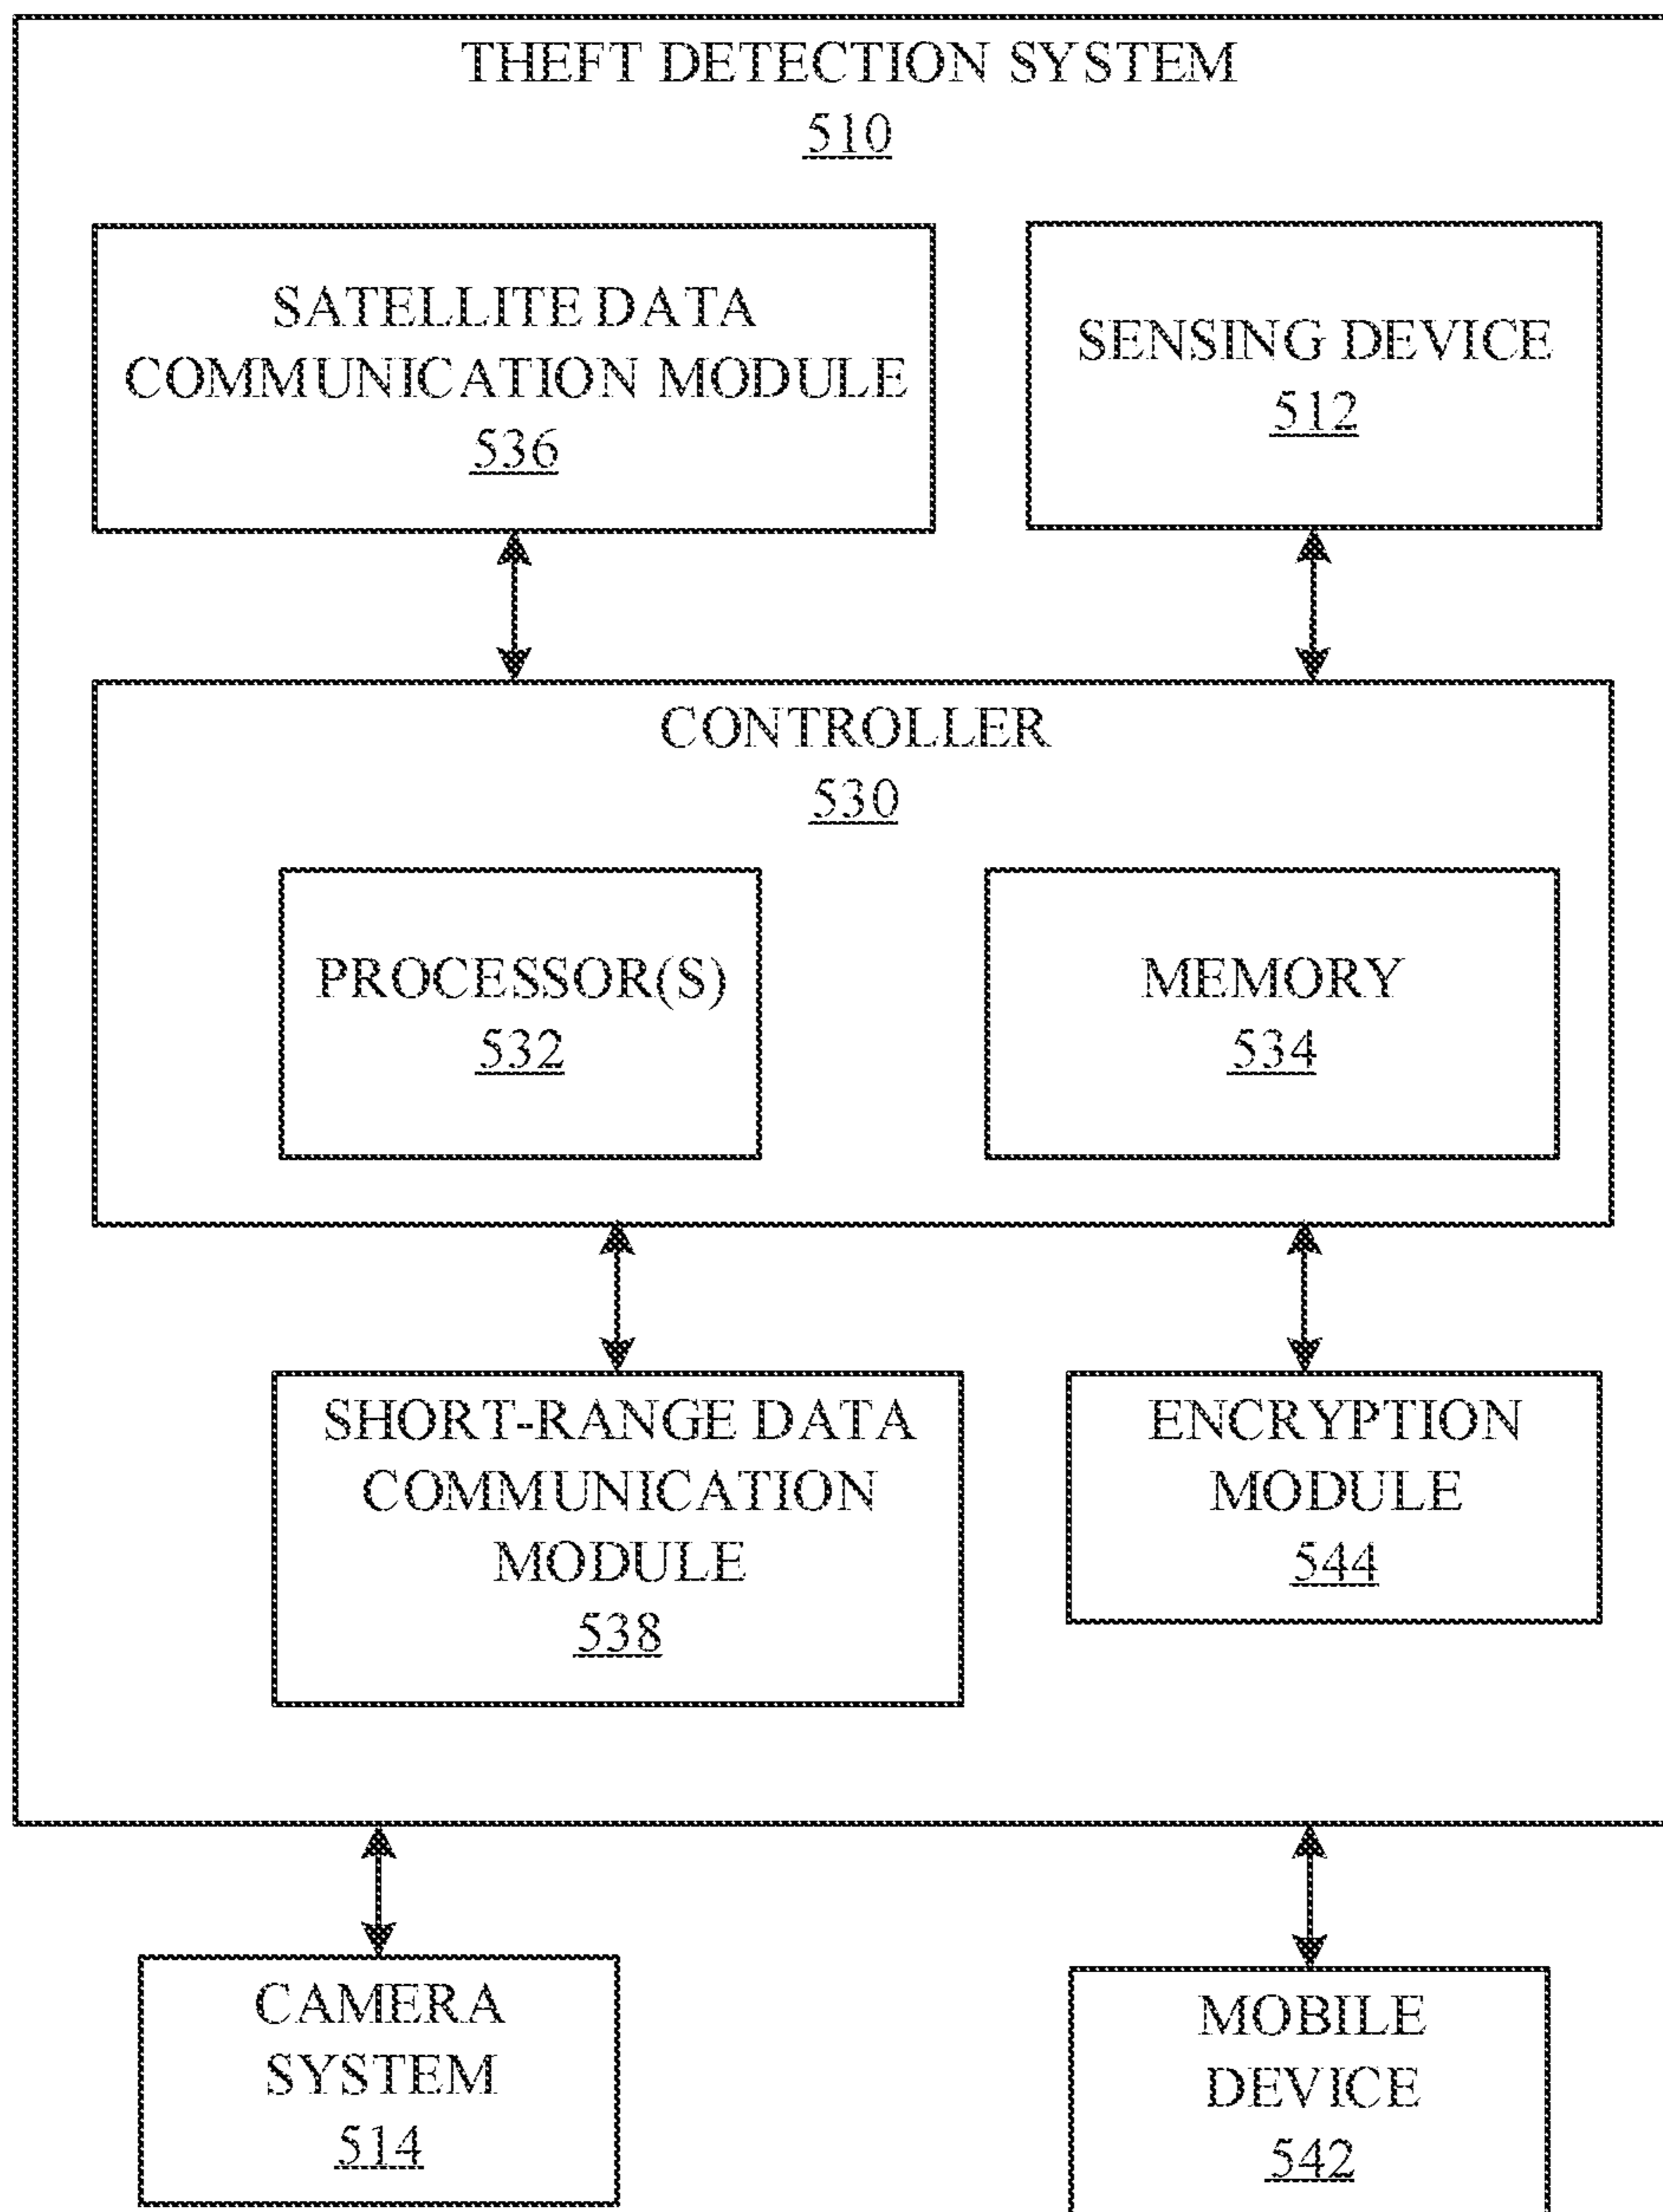 THEFT DETECTION SYSTEM
510
SATELLITE DATA
COMMUNICATION MODULE
536
SENSING DEVICE
512
CONTROLLER
530
PROCESSOR(S)
532
MEMORY
534
SHORT-RANGE DATA
COMMUNICATION
MODULE
538
ENCRYPTION
MODULE
544
CAMERA
SYSTEM
514
MOBILE
DEVICE
542